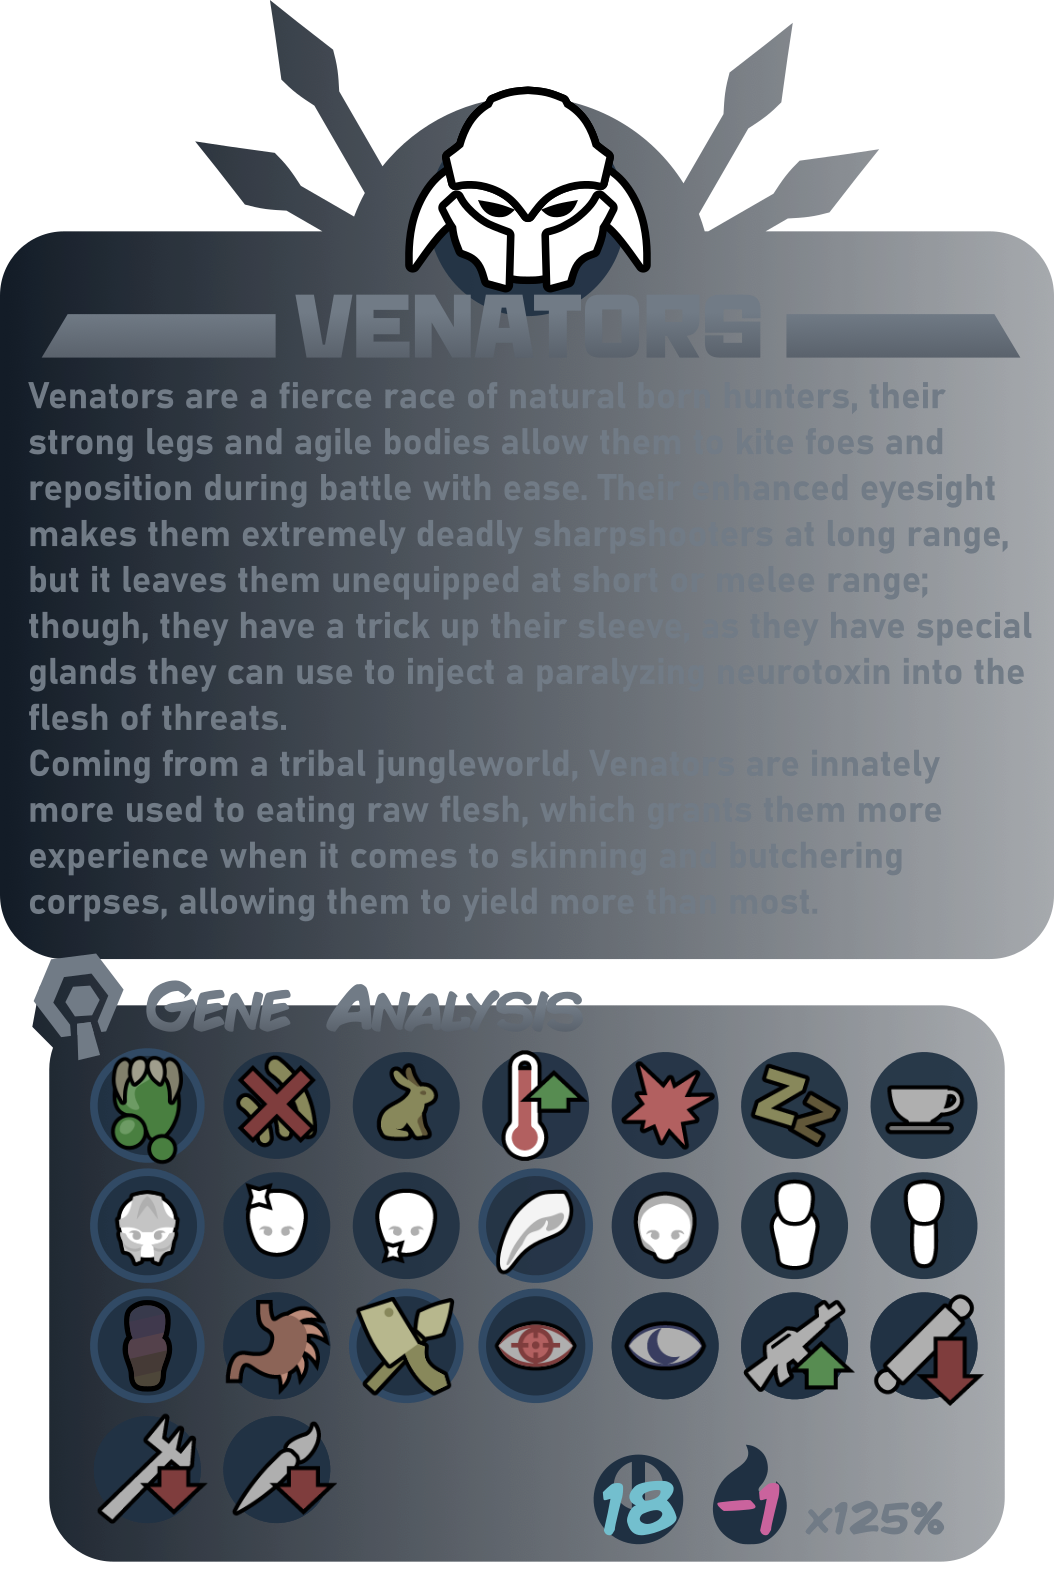 VENATORS
Venators are a fierce race of natural born hunters, their
strong legs and agile bodies allow them to kite foes and
reposition during battle with ease. Their enhanced eyesight
makes them extremely deadly sharpshooters at long range,
but it leaves them unequipped at short or melee range;
though, they have a trick up their sleeve, as they have special
glands they can use to inject a paralyzing neurotoxin into the
flesh of threats.
Coming from a tribal jungleworld, Venators are innately
more used to eating raw flesh, which grants them more
experience when it comes to skinning and butchering
corpses, allowing them to yield more than most.
GENE ANALYSIS
ZZ
18 -1 x125%